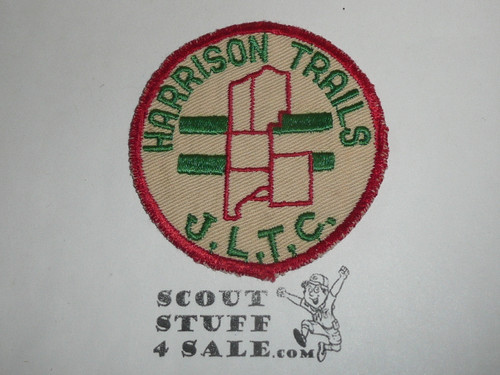 HARRISON TRAILS
J.L.T.C.
SCOUT
STUFF
4 SALE.COM